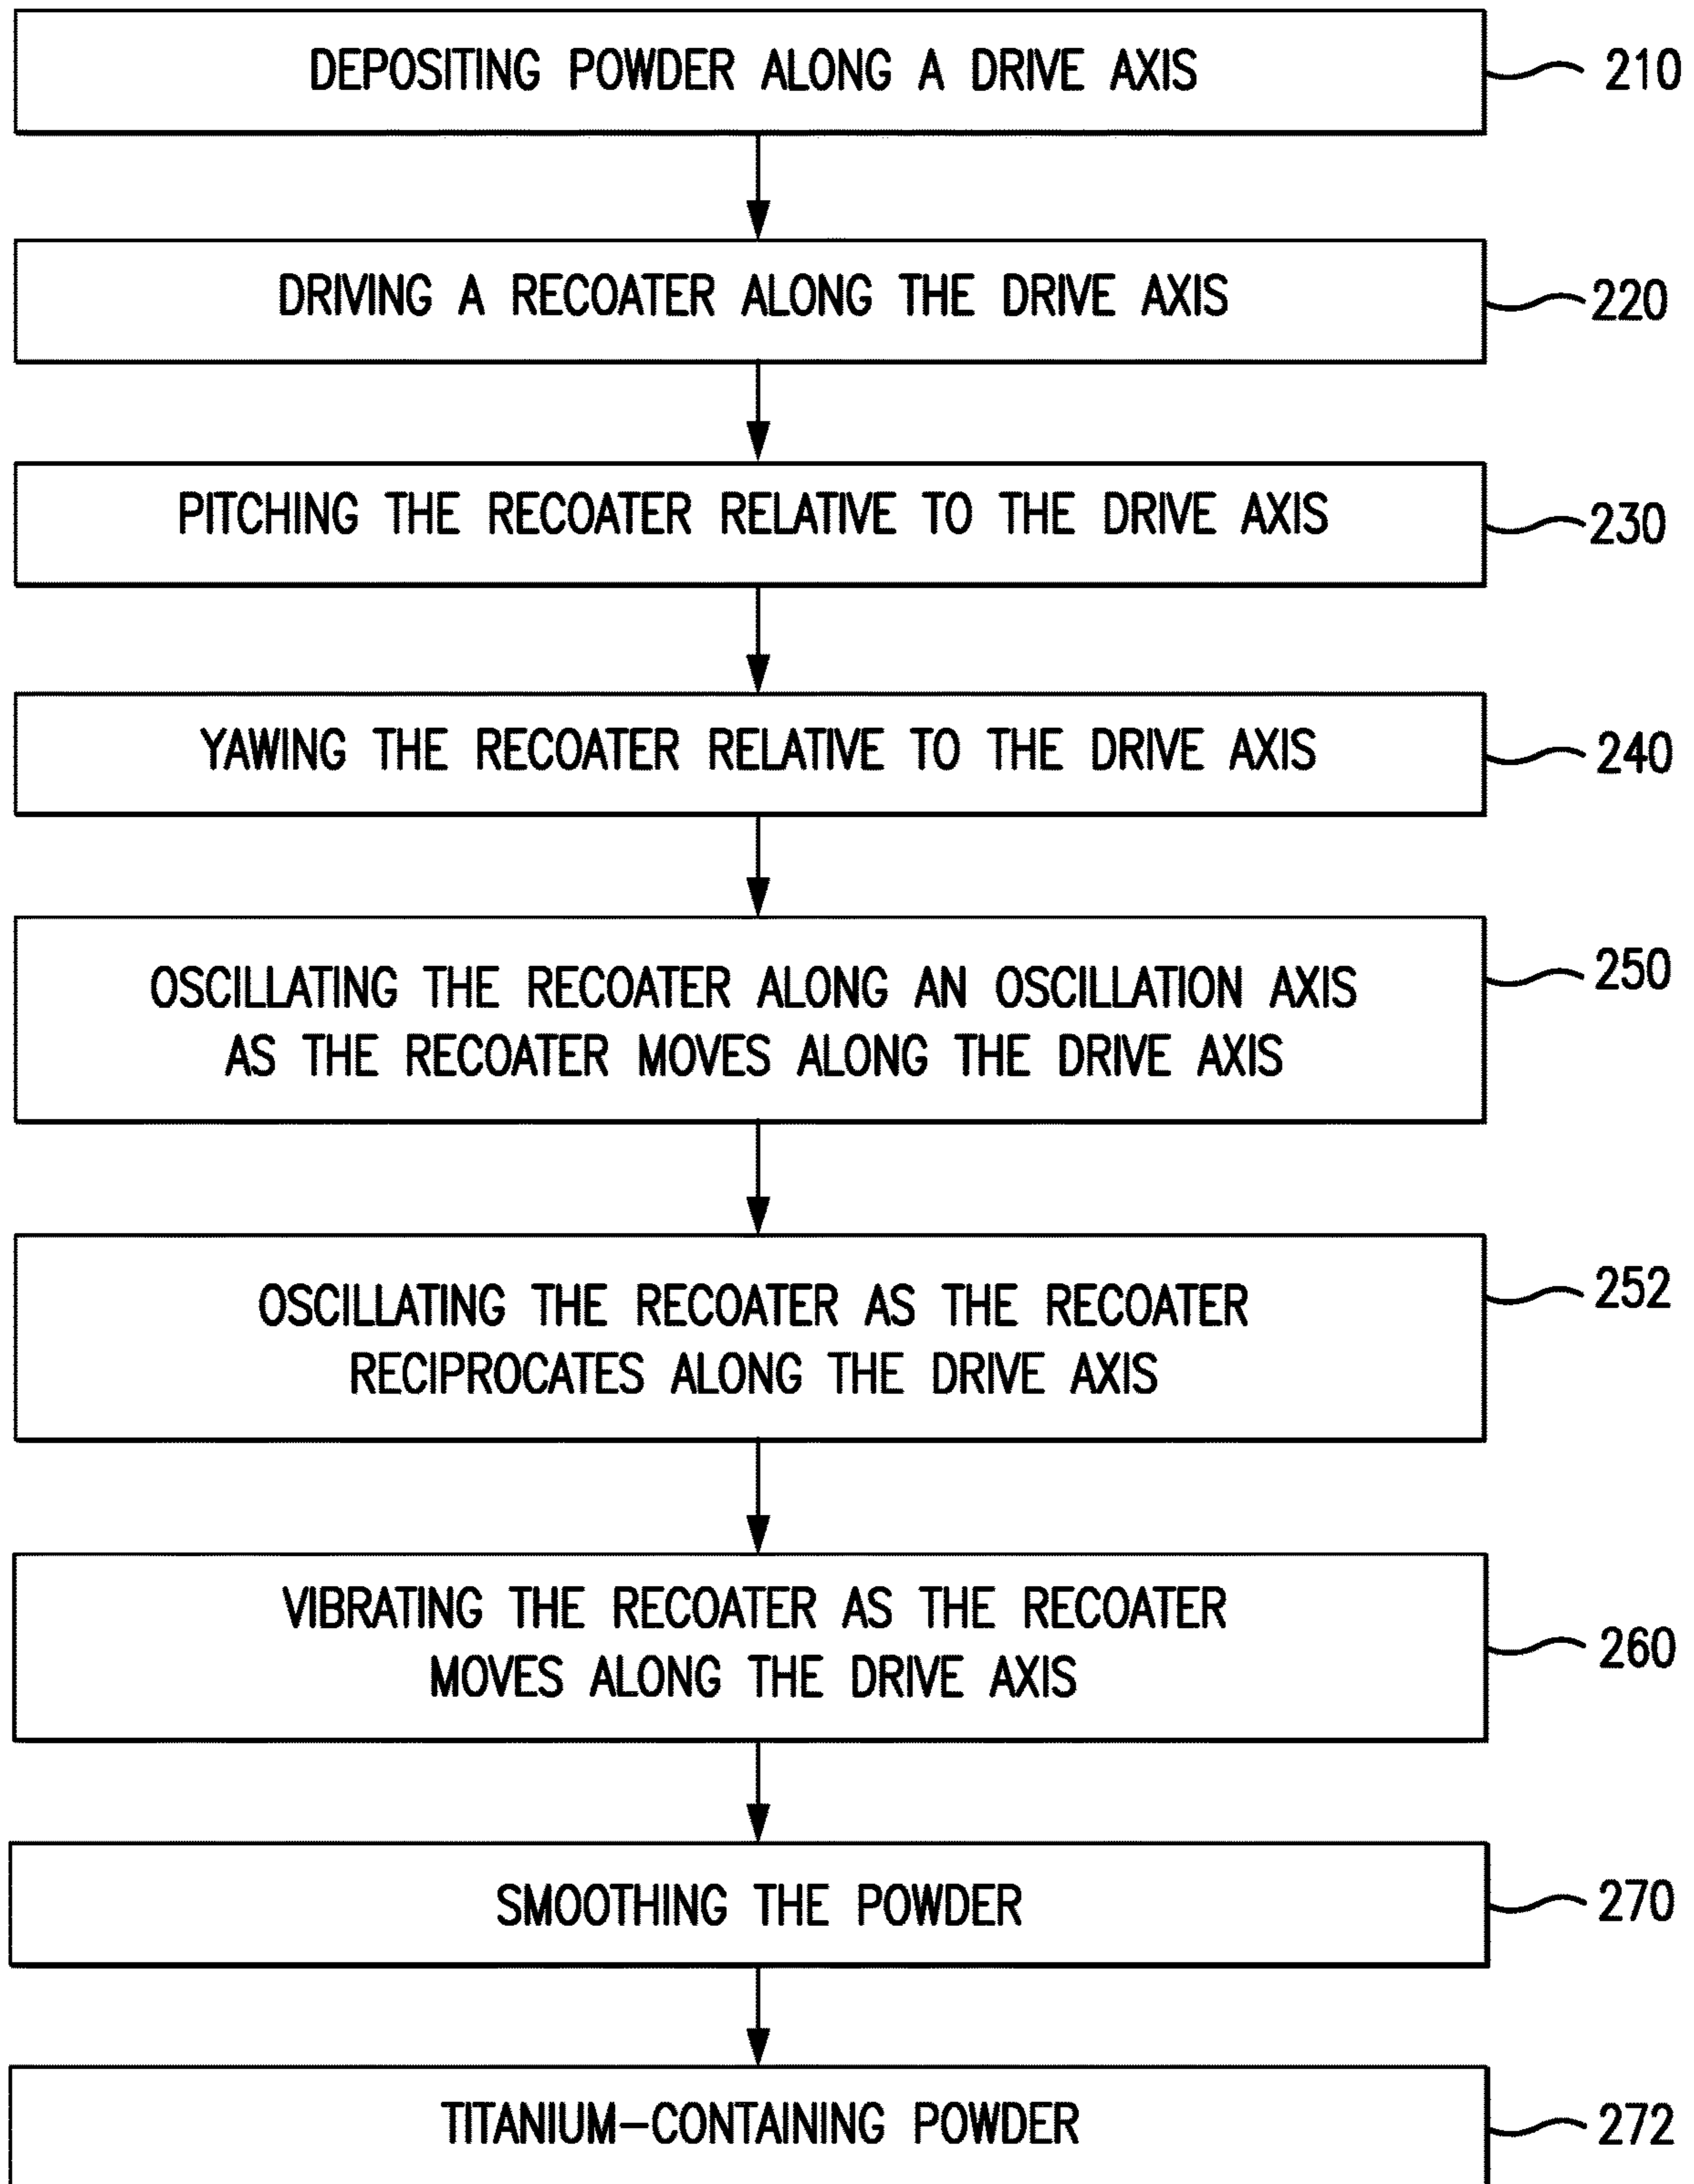 DEPOSITING POWDER ALONG A DRIVE AXIS
210
DRIVING A RECOATER ALONG THE DRIVE AXIS
220
PITCHING THE RECOATER RELATIVE TO THE DRIVE AXIS
230
YAWING THE RECOATER RELATIVE TO THE DRIVE AXIS
240
OSCILLATING THE RECOATER ALONG AN OSCILLATION AXIS
AS THE RECOATER MOVES ALONG THE DRIVE AXIS
250
OSCILLATING THE RECOATER AS THE RECOATER
RECIPROCATES ALONG THE DRIVE AXIS
252
VIBRATING THE RECOATER AS THE RECOATER
MOVES ALONG THE DRIVE AXIS
260
SMOOTHING THE POWDER
270
TITANIUM-CONTAINING POWDER
272